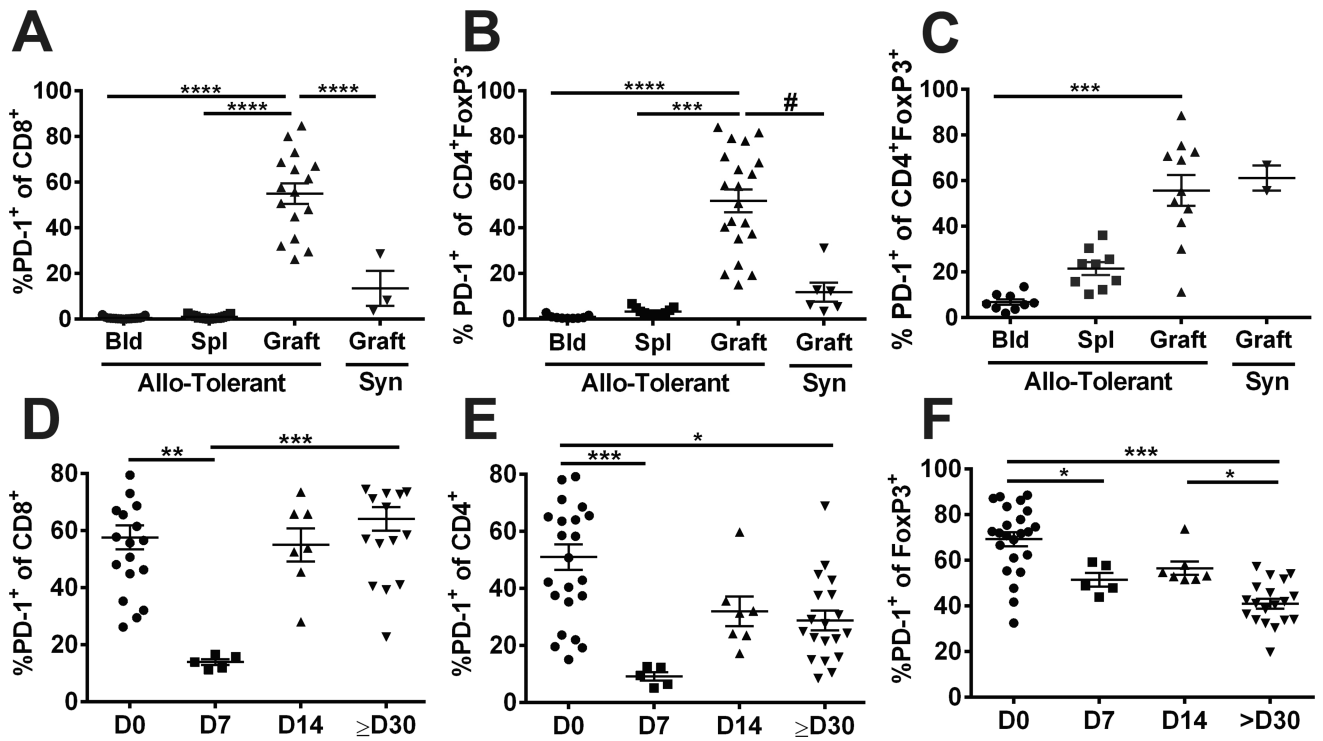 A
%PD-1+ of CD8+
100
80
60
40
20
0
****
****
****
Bld Spl Graft Graft
Allo-Tolerant Syn
B
% PD-1+ of CD4+FoxP3-
100
80
60
40
20
0
****
***
#
Bld Spl Graft Graft
Allo-Tolerant Syn
C
% PD-1+ of CD4+FoxP3+
100
80
60
40
20
0
***
Bld Spl Graft Graft
Allo-Tolerant Syn
D
%PD-1+ of CD8+
80
60
40
20
0
**
***
D0 D7 D14 ≥D30
E
%PD-1+ of CD4+
80
60
40
20
0
*
***
D0 D7 D14 ≥D30
F
%PD-1+ of FoxP3+
100
80
60
40
20
0
***
*
*
D0 D7 D14 >D30